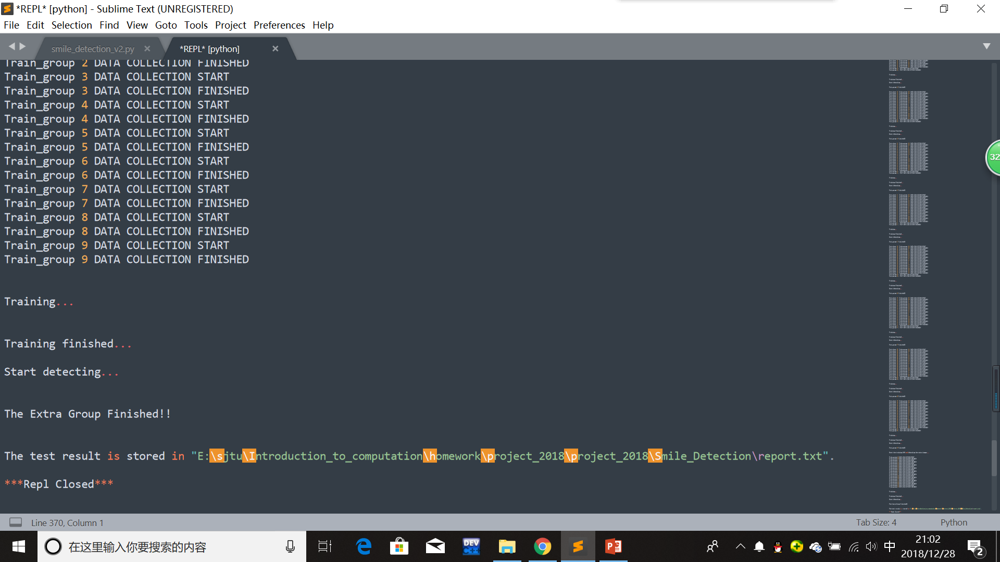 *REPL* [python] - Sublime Text (UNREGISTERED)
File Edit Selection Find View Goto Tools Project Preferences Help
smile_detection_v2.py
*REPL* [python]
Train_group 2 DATA COLLECTION FINISHED
Train_group 3 DATA COLLECTION START
Train_group 3 DATA COLLECTION FINISHED
Train_group 4 DATA COLLECTION START
Train_group 4 DATA COLLECTION FINISHED
Train_group 5 DATA COLLECTION START
Train_group 5 DATA COLLECTION FINISHED
Train_group 6 DATA COLLECTION START
Train_group 6 DATA COLLECTION FINISHED
Train_group 7 DATA COLLECTION START
Train_group 7 DATA COLLECTION FINISHED
Train_group 8 DATA COLLECTION START
Train_group 8 DATA COLLECTION FINISHED
Train_group 9 DATA COLLECTION START
Train_group 9 DATA COLLECTION FINISHED
Training...
Training finished...
Start detecting...
The Extra Group Finished!!
The test result is stored in "E:\sjtu\Introduction_to_computation\homework\project_2018\project_2018\Smile_Detection\report.txt".
***Repl Closed***
32
Line 370, Column 1
Tab Size: 4
Python
在这里输入你要搜索的内容
DEV C++
P
中
21:02
2018/12/28
2